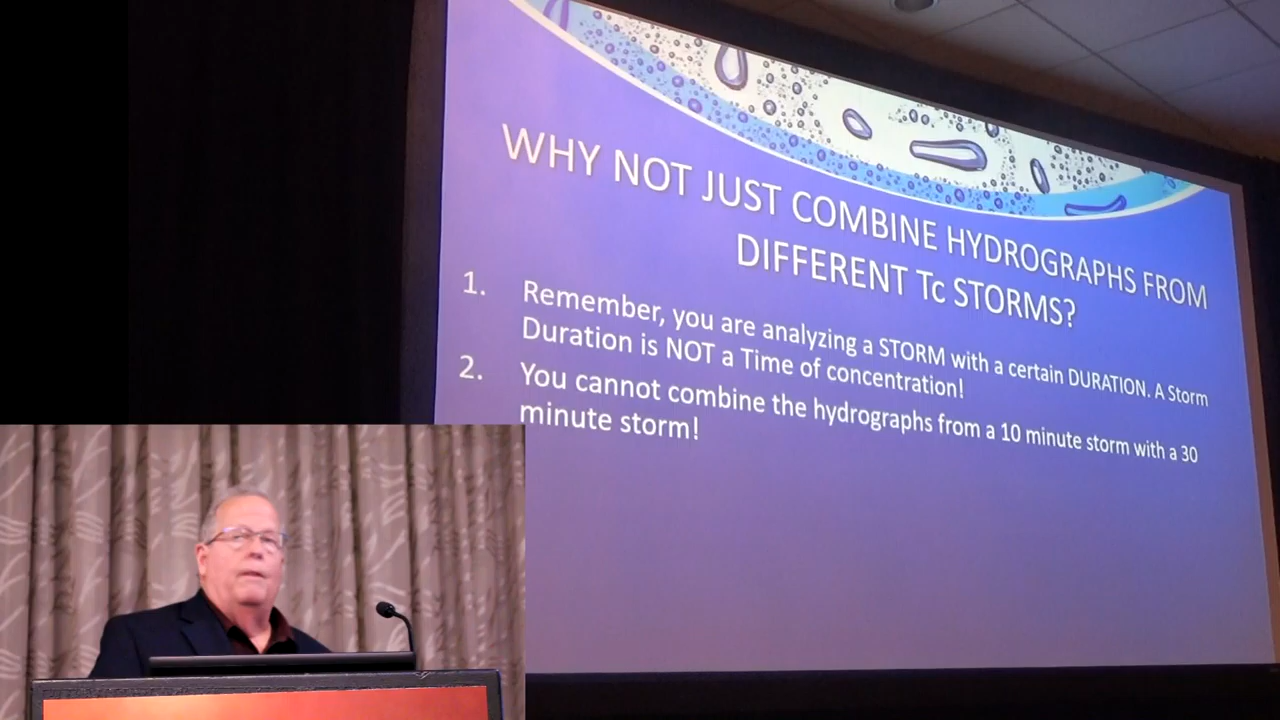 WHY NOT JUST COMBINE HYDROGRAPHS FROM
DIFFERENT Tc STORMS?
1. Remember, you are analyzing a STORM with a certain DURATION. A Storm
Duration is NOT a Time of concentration!
2. You cannot combine the hydrographs from a 10 minute storm with a 30
minute storm!